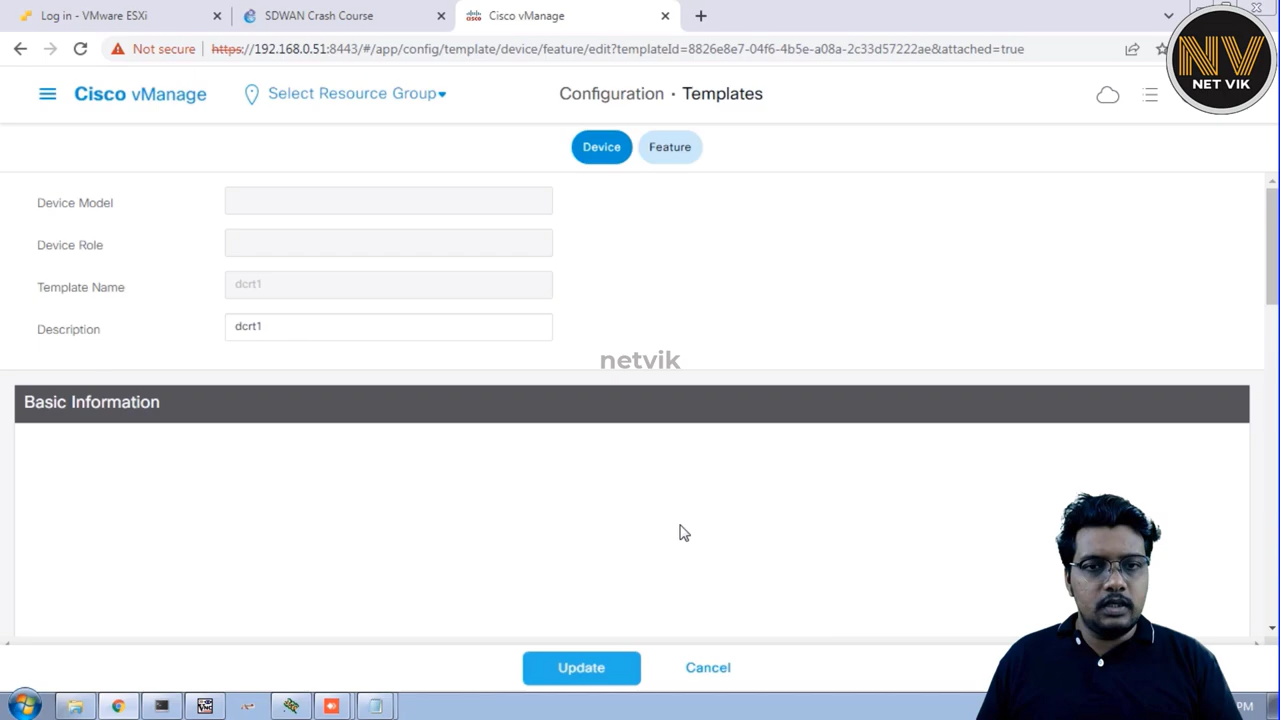 Log in - VMware ESXi
SDWAN Crash Course
Cisco vManage
Not secure
https://192.168.0.51:8443/#/app/config/template/device/feature/edit?templateId=8826e8e7-04f6-4b5e-a08a-2c33d57222ae&attached=true
NV
NET VIK
Cisco vManage
Select Resource Group
Configuration · Templates
Device
Feature
Device Model
Device Role
Template Name
dcrt1
Description
dcrt1
netvik
Basic Information
Update
Cancel
PM